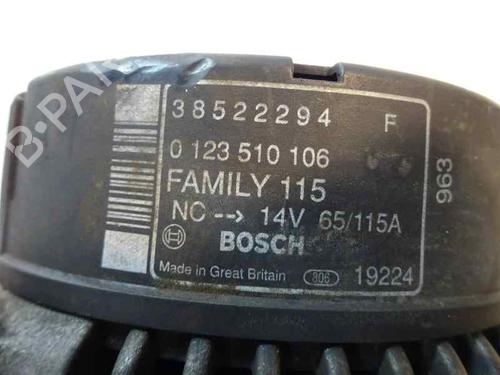 B-PARTS
38522294 F
0 123 510 106
FAMILY 115
963
NC --> 14V 65/115A
BOSCH
Made in Great Britain 806 19224